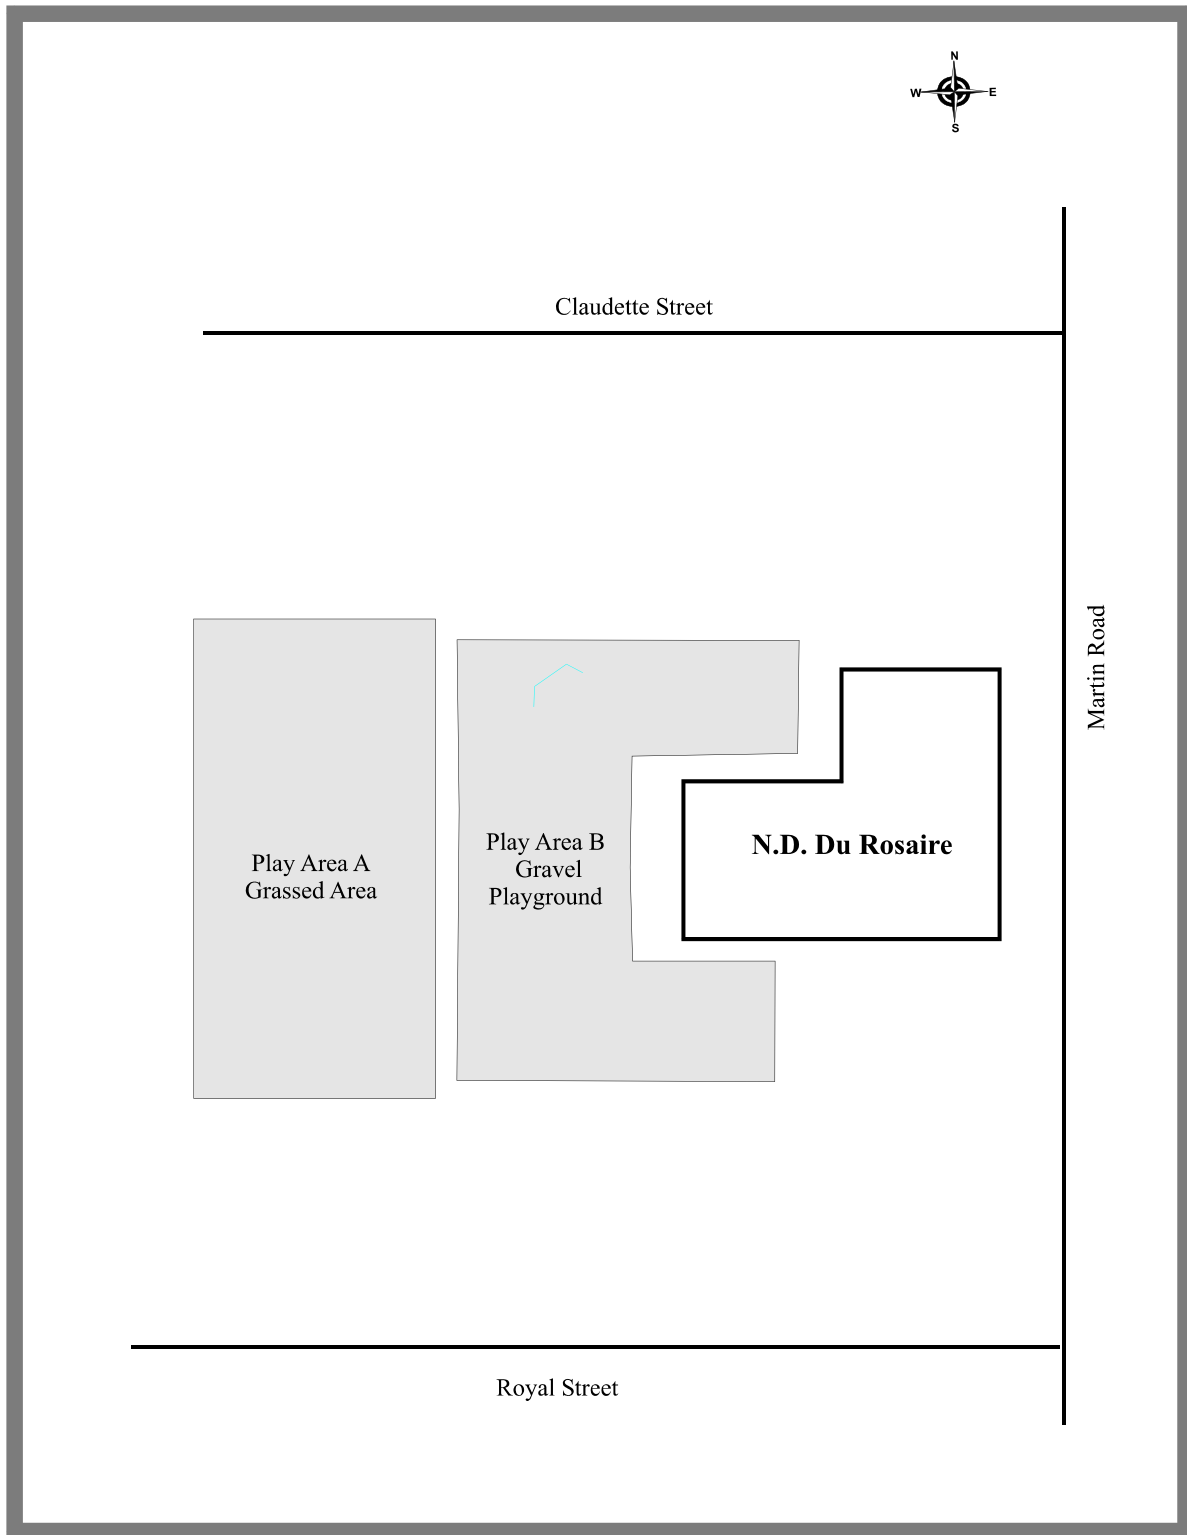 N
W E
S
Claudette Street
Martin Road
Play Area A
Grassed Area
Play Area B
Gravel
Playground
N.D. Du Rosaire
Royal Street